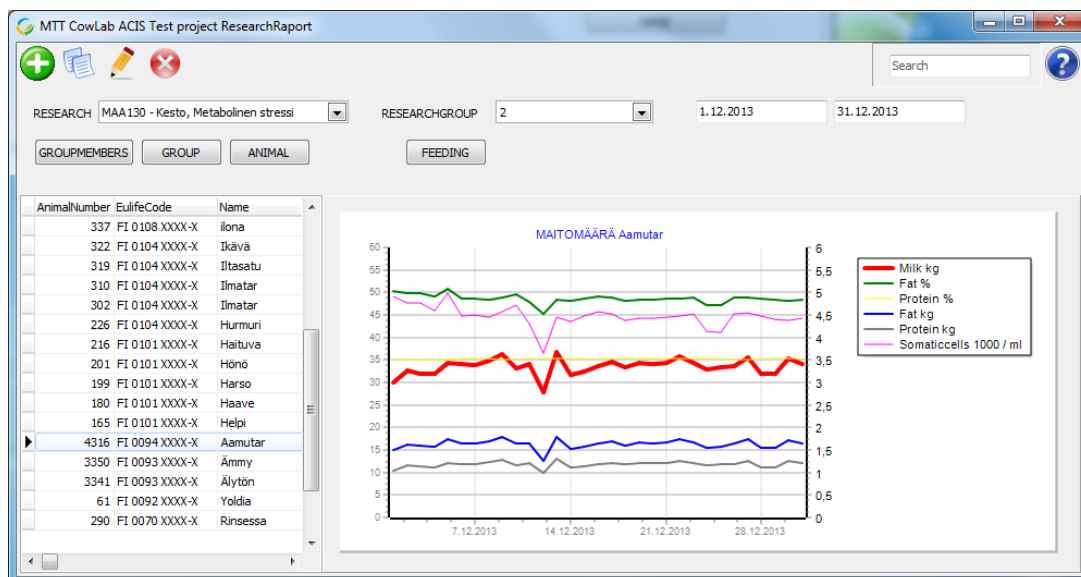 MTT CowLab ACIS Test project ResearchRaport
Search
RESEARCH MAA130 - Kesto, Metabolinen stressi RESEARCHGROUP 2 1.12.2013 31.12.2013
GROUPMEMBERS GROUP ANIMAL FEEDING
AnimalNumber EulifeCode Name
337 FI 0108 XXXX-X ilona
322 FI 0104 XXXX-X Ikävä
319 FI 0104 XXXX-X Iltasatu
310 FI 0104 XXXX-X Ilmatar
302 FI 0104 XXXX-X Ilmatar
226 FI 0104 XXXX-X Hurmuri
216 FI 0101 XXXX-X Haituva
201 FI 0101 XXXX-X Hönö
199 FI 0101 XXXX-X Harso
180 FI 0101 XXXX-X Haave
165 FI 0101 XXXX-X Helpi
4316 FI 0094 XXXX-X Aamutar
3350 FI 0093 XXXX-X Ämmy
3341 FI 0093 XXXX-X Älytön
61 FI 0092 XXXX-X Yoldia
290 FI 0070 XXXX-X Rinsessa
MAITOMÄÄRÄ Aamutar
60
55
50
45
40
35
30
25
20
15
10
5
0
6
5,5
5
4,5
4
3,5
3
2,5
2
1,5
1
0,5
0
7.12.2013 14.12.2013 21.12.2013 28.12.2013
Milk kg
Fat %
Protein %
Fat kg
Protein kg
Somaticcells 1000 / ml